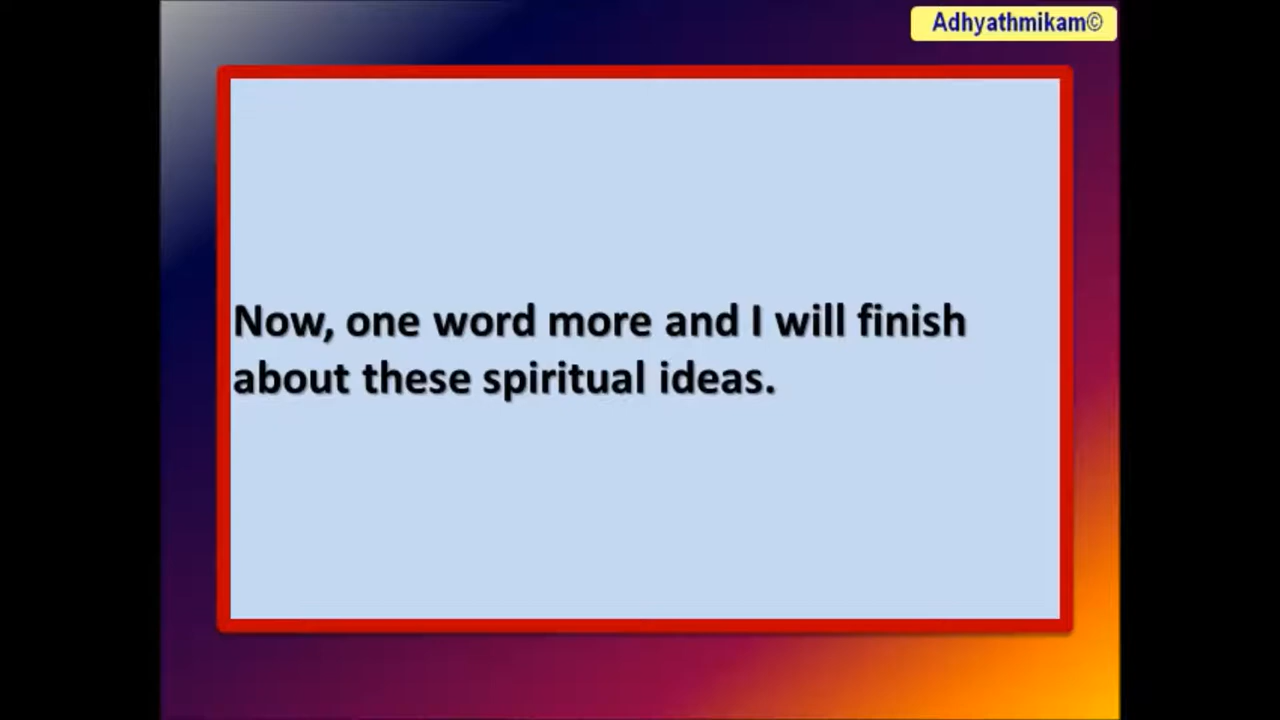 Adhyathmikam©
Now, one word more and I will finish
about these spiritual ideas.